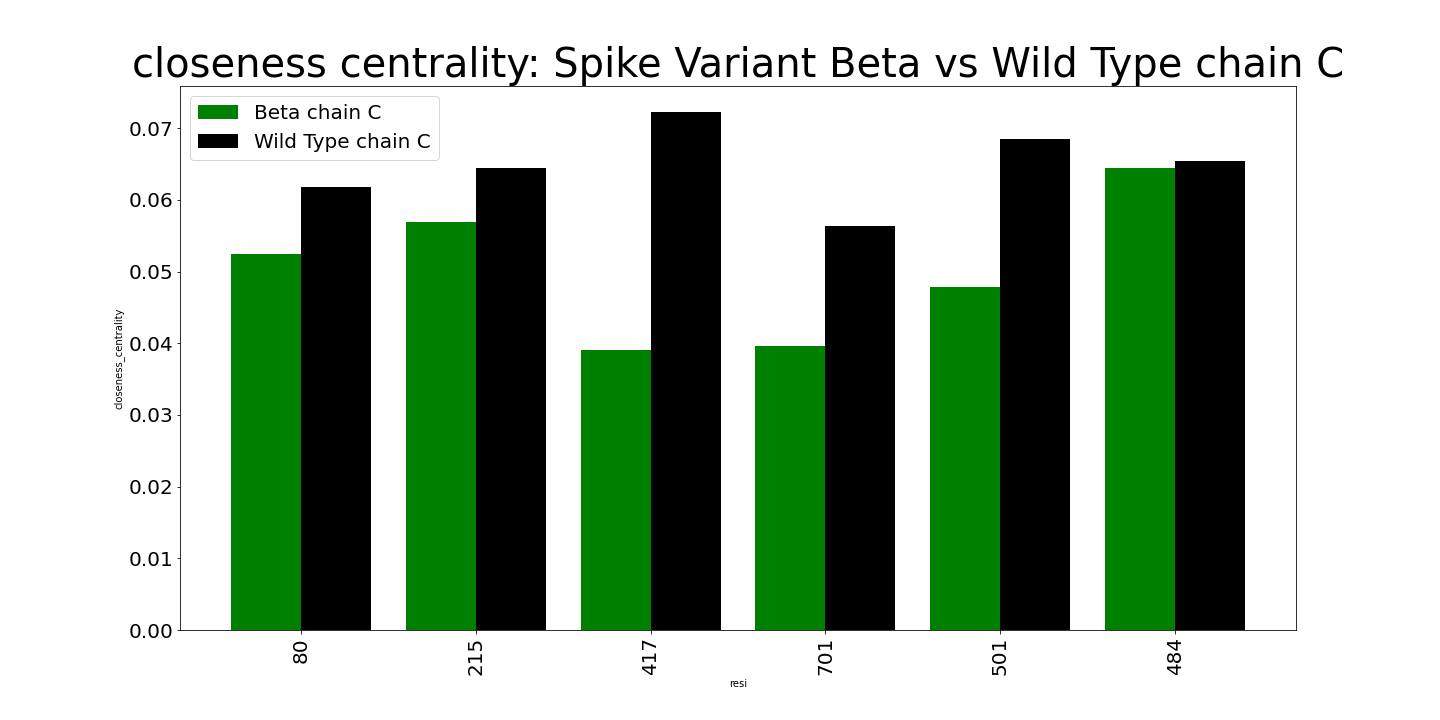 closeness centrality: Spike Variant Beta vs Wild Type chain C
Beta chain C
Wild Type chain C
0.07
0.06
0.05
0.04
0.03
0.02
0.01
0.00
closeness_centrality
80
215
417
701
501
484
resi